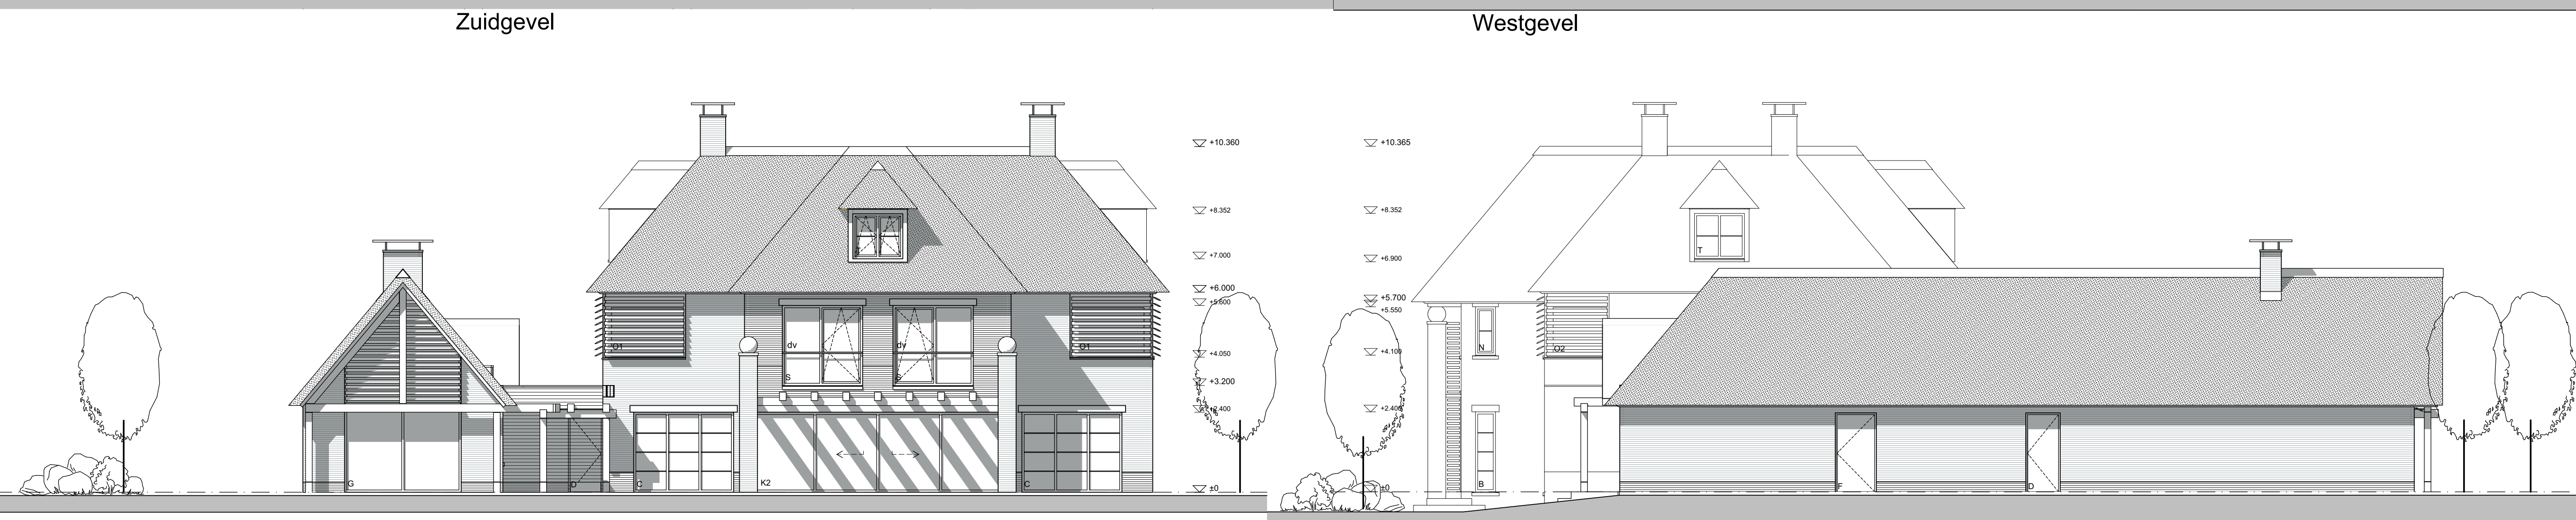 Zuidgevel
Westgevel
+10.360
+8.352
+7.000
+6.000
+5.600
+4.050
+3.200
+2.400
±0
+10.365
+8.352
+6.900
+5.700
+5.550
+4.100
+2.400
±0
O1
dv
S
dv
O1
G
D
C
K2
C
T
N
O2
B
F
D